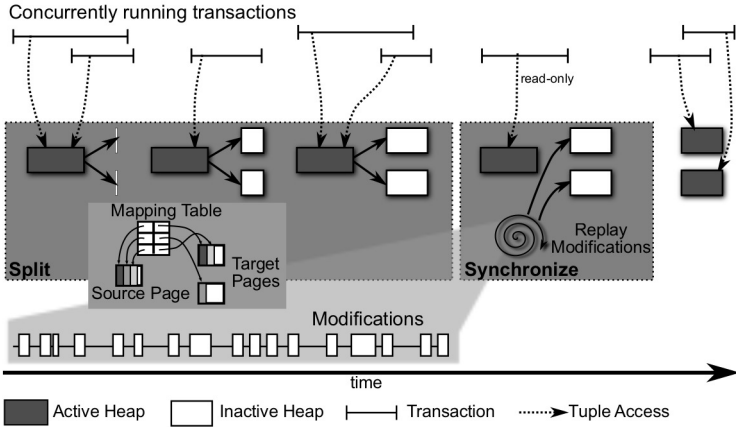 Concurrently running transactions
read-only
Mapping Table
Source Page
Target
Pages
Split
Replay
Modifications
Synchronize
Modifications
time
Active Heap
Inactive Heap
Transaction
Tuple Access